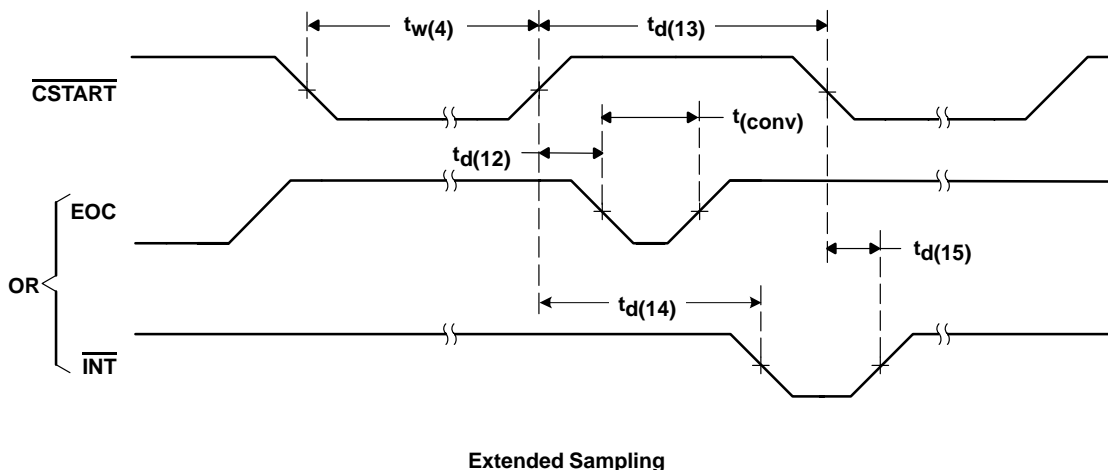 tw(4)
td(13)
CSTART
t(conv)
td(12)
EOC
td(15)
OR
td(14)
INT
Extended Sampling